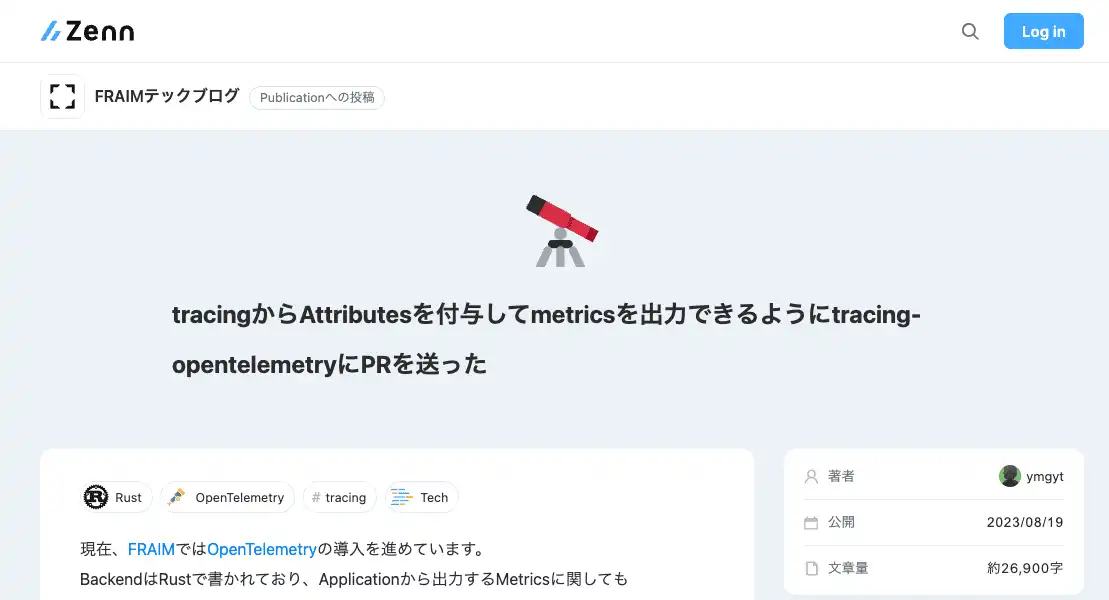 Zenn
Log in
FRAIMテックブログ
Publicationへの投稿
tracingからAttributesを付与してmetricsを出力できるようにtracing-
opentelemetryにPRを送った
Rust
OpenTelemetry
# tracing
Tech
著者
ymgyt
公開
2023/08/19
文章量
約26,900字
現在、FRAIMではOpenTelemetryの導入を進めています。
BackendはRustで書かれており、Applicationから出力するMetricsに関しても